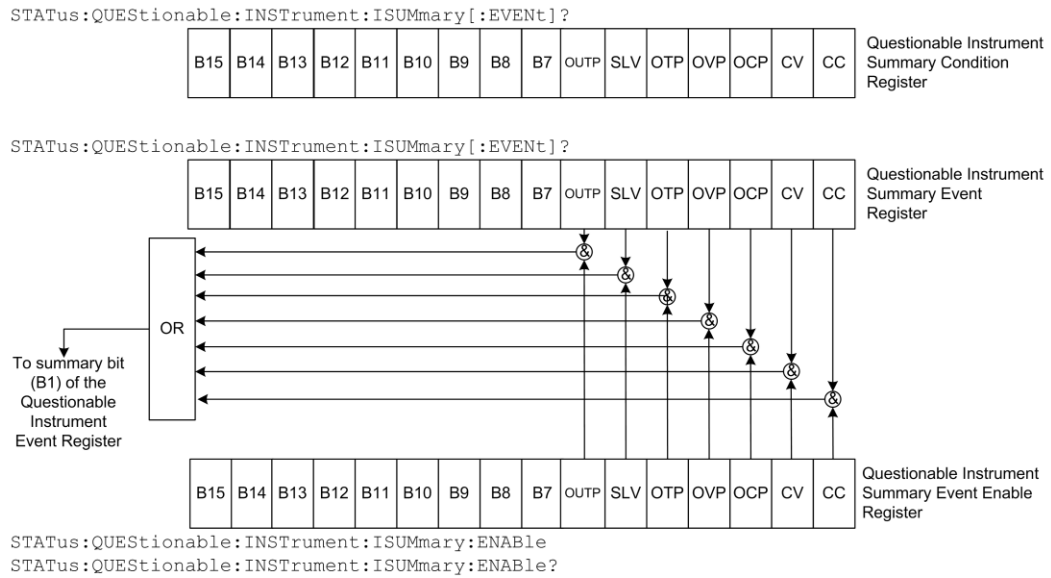 STATus:QUEStionable:INSTrument:ISUMmary[:EVENt]?
B15 B14 B13 B12 B11 B10 B9 B8 B7 OUTP SLV OTP OVP OCP CV CC
Questionable Instrument
Summary Condition
Register
STATus:QUEStionable:INSTrument:ISUMmary[:EVENt]?
B15 B14 B13 B12 B11 B10 B9 B8 B7 OUTP SLV OTP OVP OCP CV CC
Questionable Instrument
Summary Event
Register
&
&
&
&
&
&
&
OR
To summary bit
(B1) of the
Questionable
Instrument
Event Register
B15 B14 B13 B12 B11 B10 B9 B8 B7 OUTP SLV OTP OVP OCP CV CC
Questionable Instrument
Summary Event Enable
Register
STATus:QUEStionable:INSTrument:ISUMmary:ENABle
STATus:QUEStionable:INSTrument:ISUMmary:ENABle?